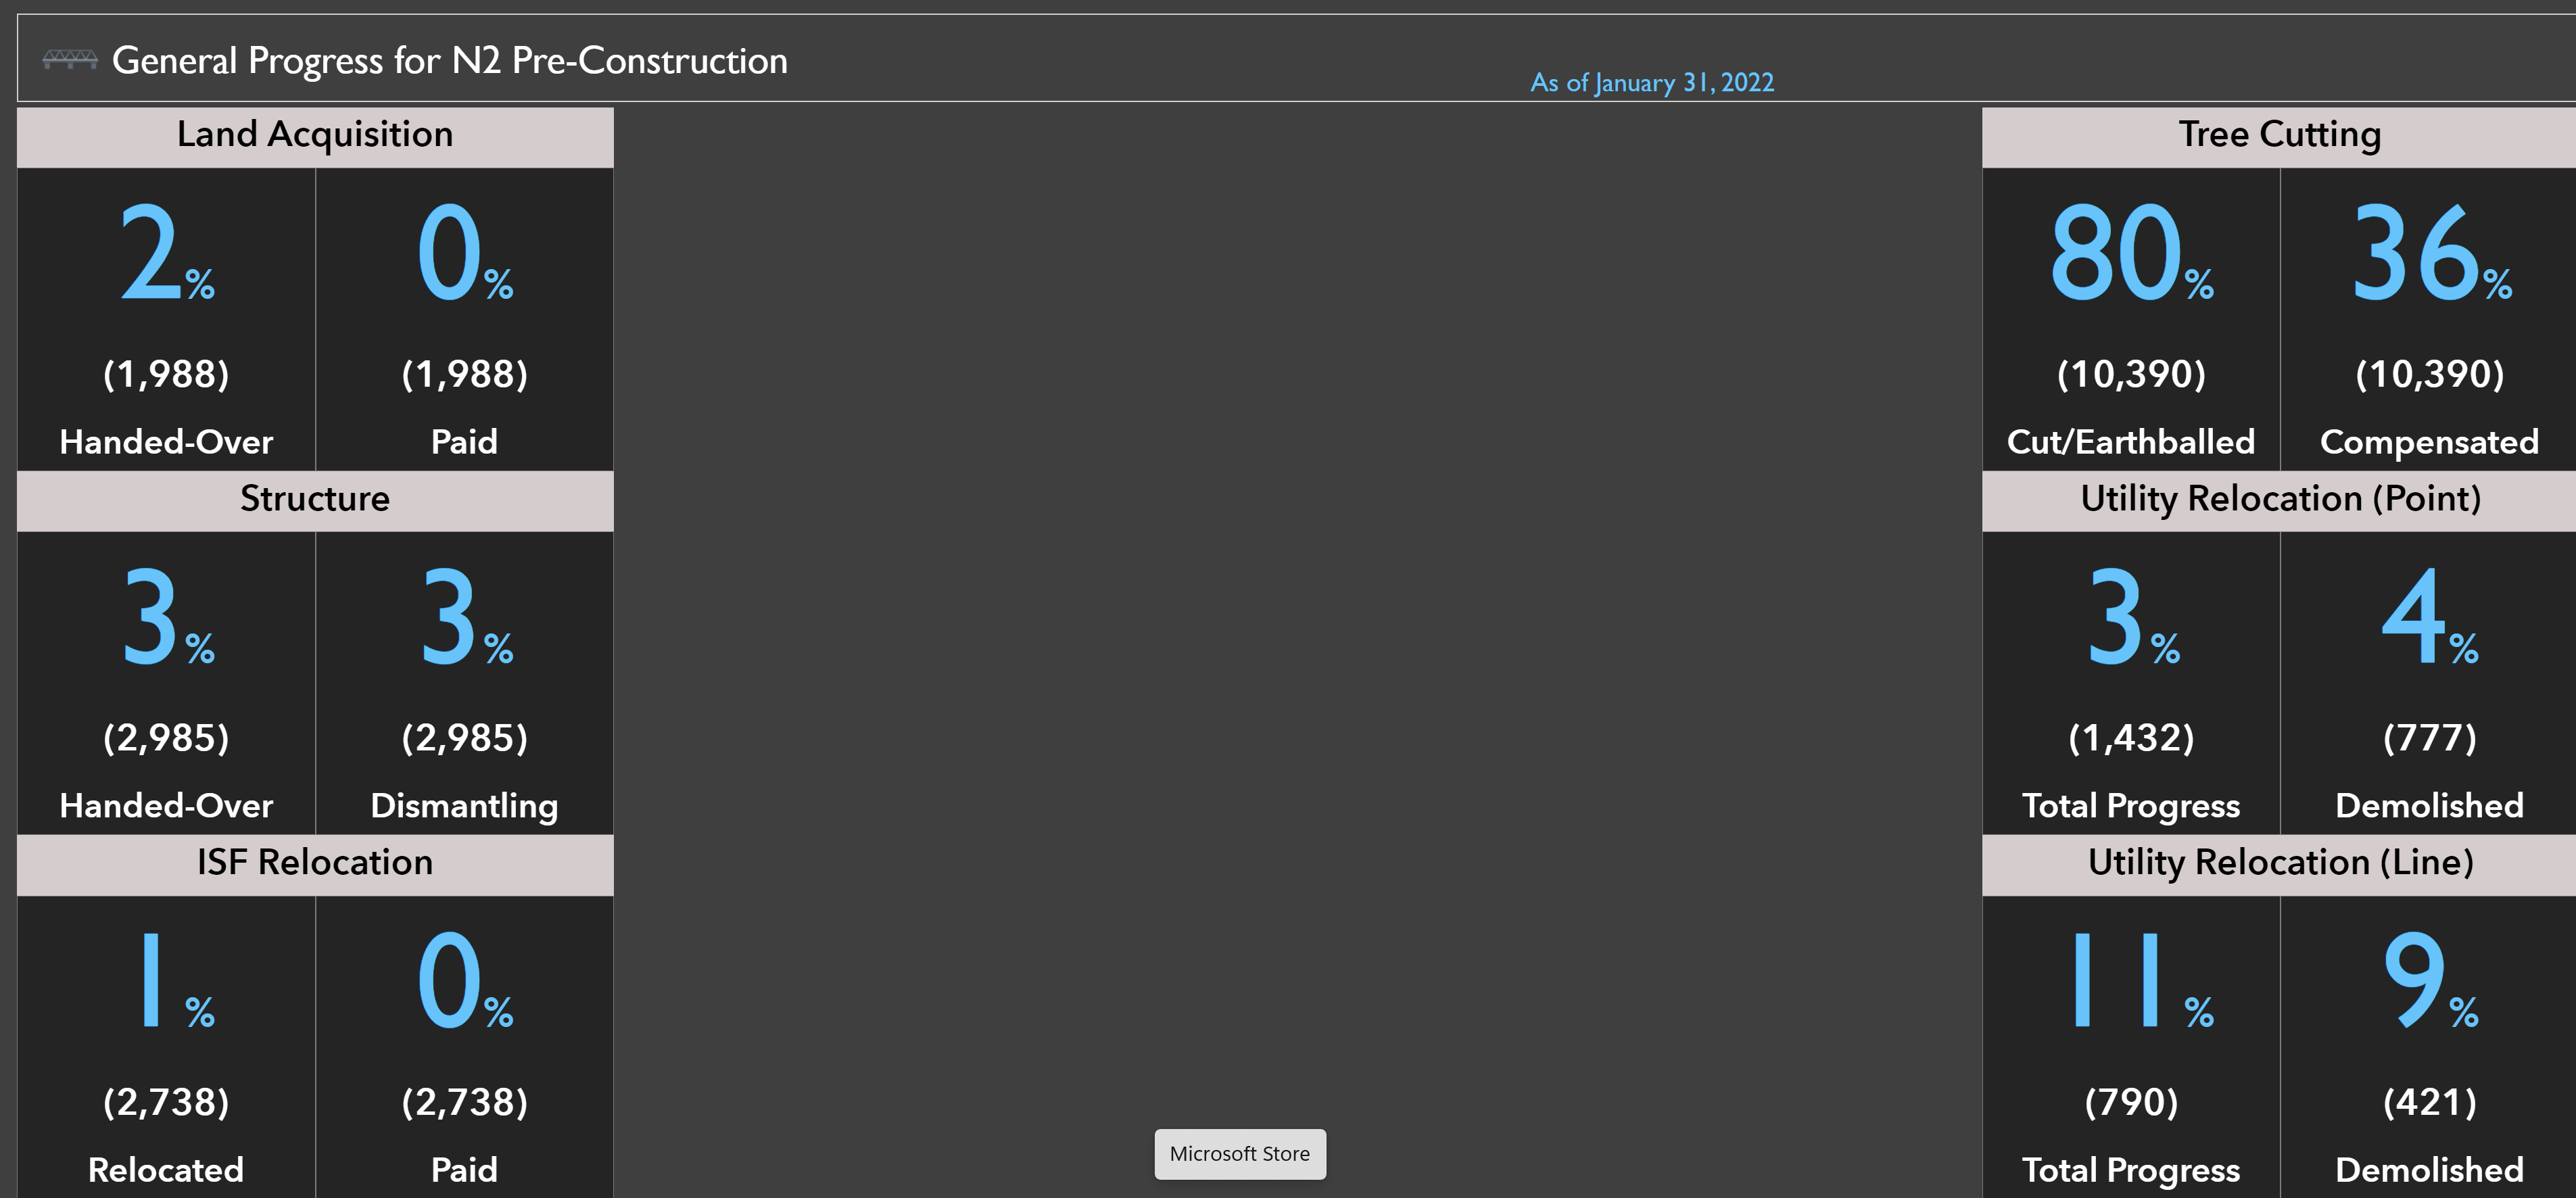 General Progress for N2 Pre-Construction
As of January 31, 2022
Land Acquisition
2%
0%
(1,988)
(1,988)
Handed-Over
Paid
Structure
3%
3%
(2,985)
(2,985)
Handed-Over
Dismantling
ISF Relocation
1%
0%
(2,738)
(2,738)
Relocated
Paid
Tree Cutting
80%
36%
(10,390)
(10,390)
Cut/Earthballed
Compensated
Utility Relocation (Point)
3%
4%
(1,432)
(777)
Total Progress
Demolished
Utility Relocation (Line)
11%
9%
(790)
(421)
Total Progress
Demolished
Microsoft Store